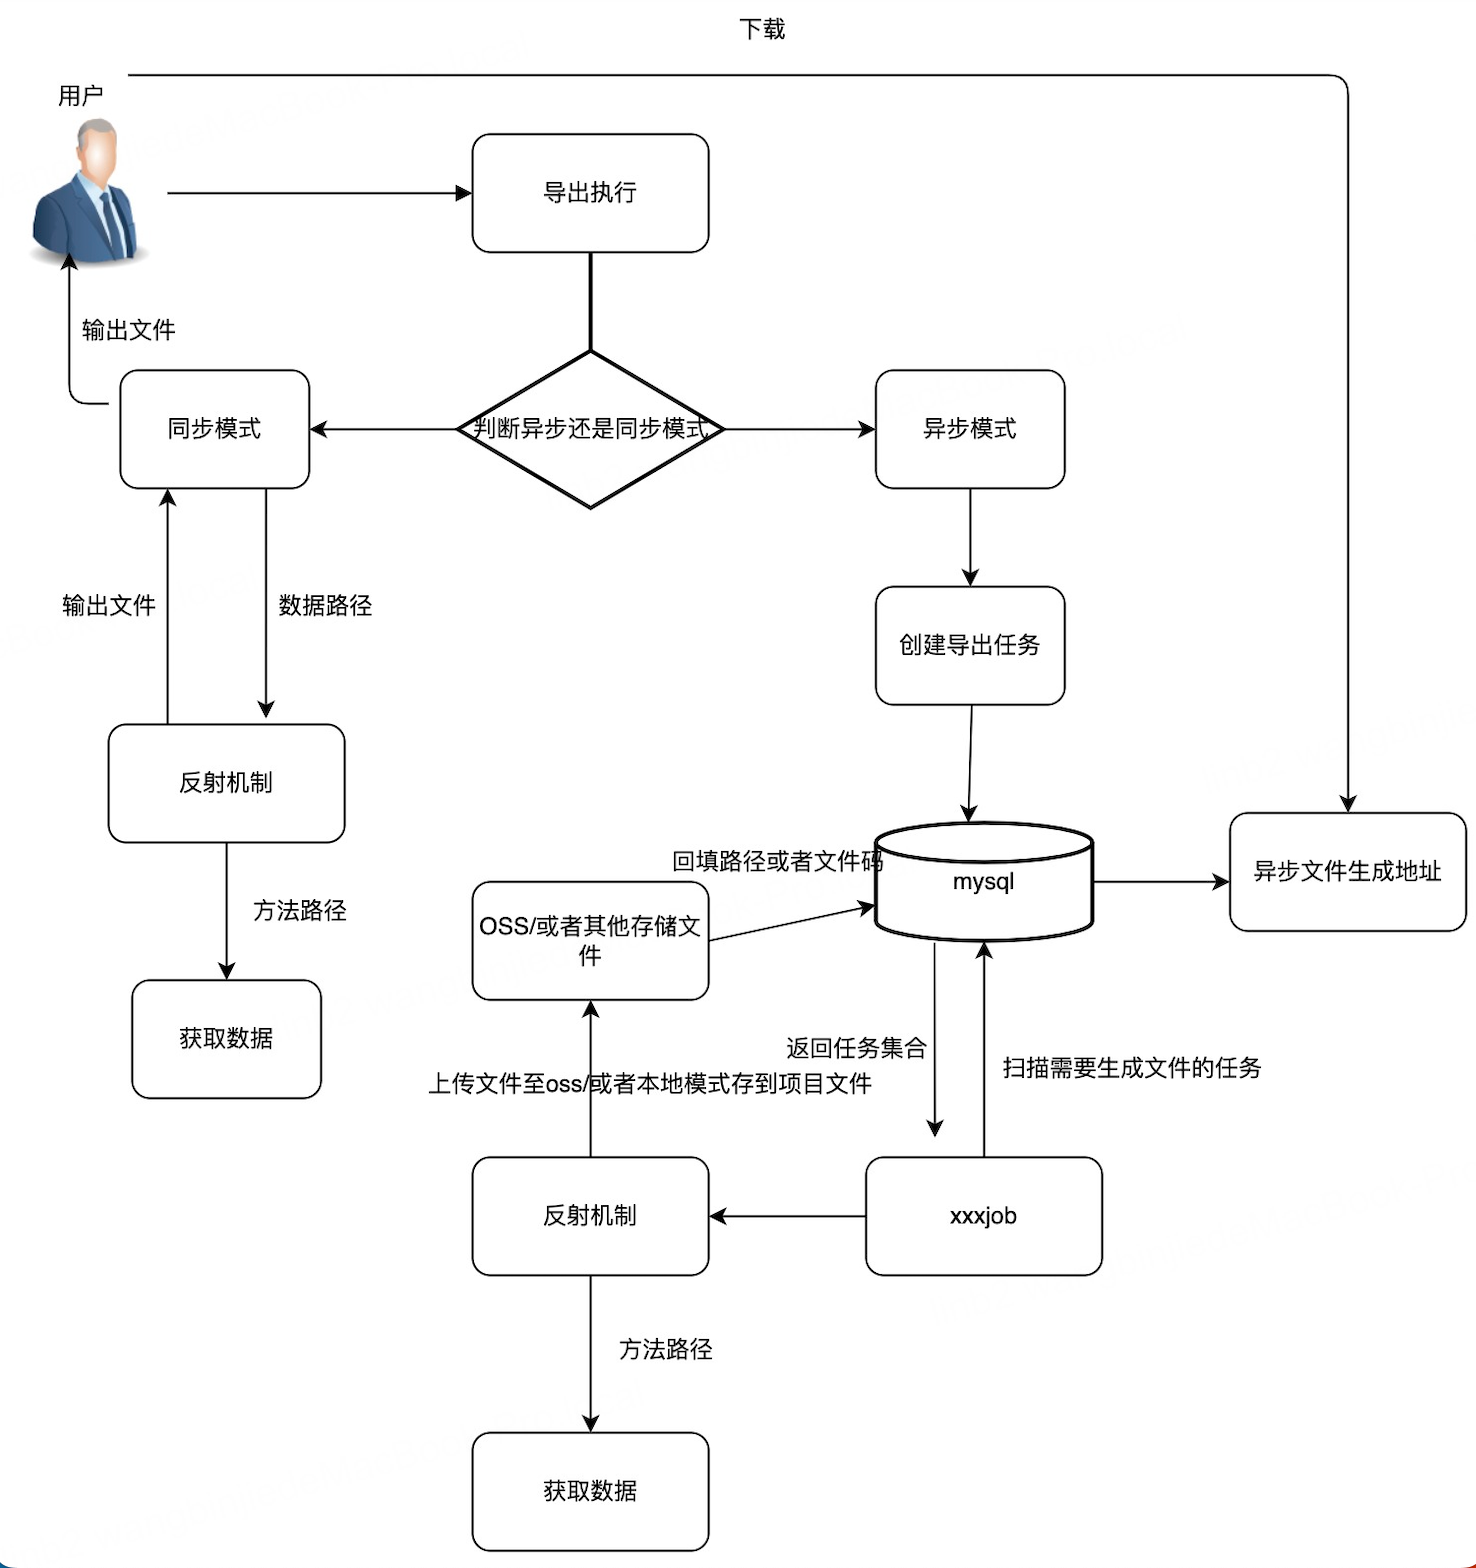 下载
用户
导出执行
输出文件
同步模式
判断异步还是同步模式
异步模式
输出文件
数据路径
创建导出任务
反射机制
回填路径或者文件码
mysql
异步文件生成地址
方法路径
OSS/或者其他存储文
件
获取数据
返回任务集合
扫描需要生成文件的任务
上传文件至oss/或者本地模式存到项目文件
反射机制
xxxjob
方法路径
获取数据